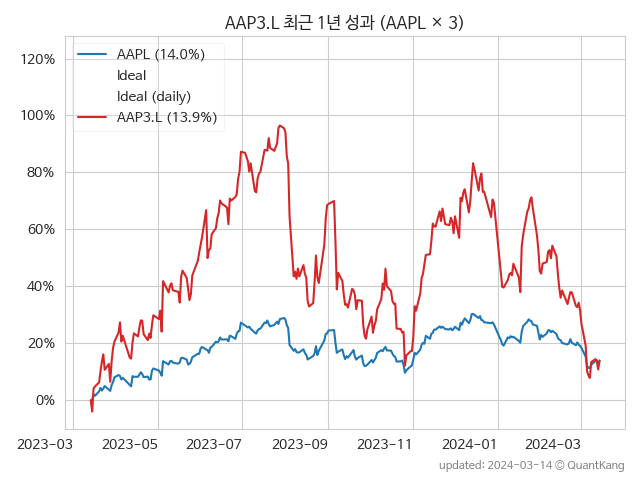 AAP3.L 최근 1년 성과 (AAPL × 3)
AAPL (14.0%)
Ideal
Ideal (daily)
AAP3.L (13.9%)
120%
100%
80%
60%
40%
20%
0%
2023-03 2023-05 2023-07 2023-09 2023-11 2024-01 2024-03
updated: 2024-03-14 © QuantKang